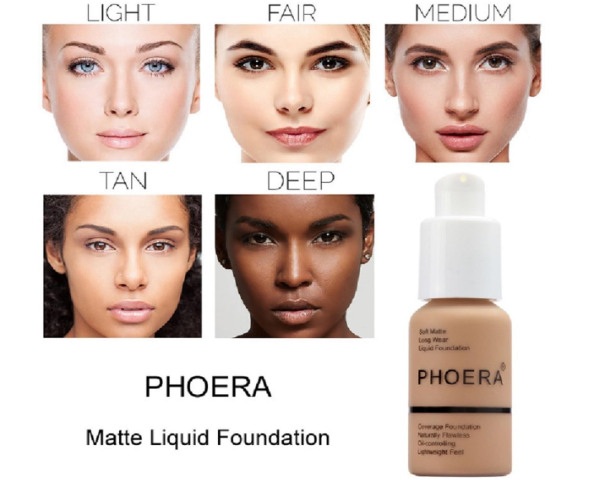 LIGHT
FAIR
MEDIUM
TAN
DEEP
Soft Matte
Long Wear
Liquid Foundation
PHOERA®
Coverage Foundation
Naturally Flawless
Oil-controlling
Lightweight Feel
PHOERA
Matte Liquid Foundation